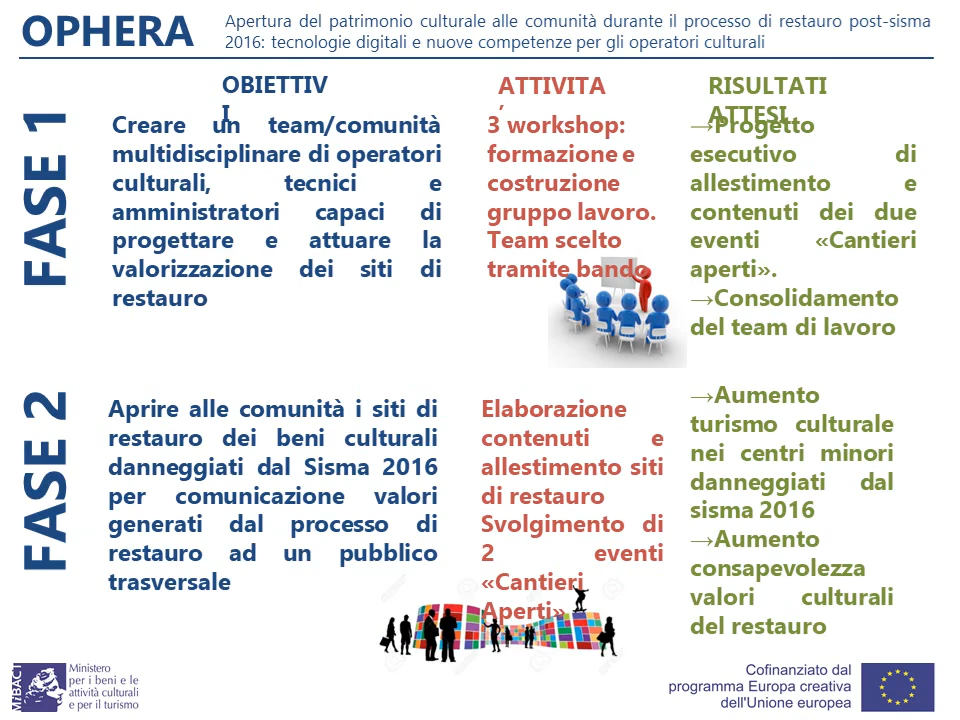 OPHERA
Apertura del patrimonio culturale alle comunità durante il processo di restauro post-sisma
2016: tecnologie digitali e nuove competenze per gli operatori culturali
OBIETTIV
I
ATTIVITA
’
RISULTATI
ATTESI
FASE 1
Creare un team/comunità
multidisciplinare di operatori
culturali, tecnici e
amministratori capaci di
progettare e attuare la
valorizzazione dei siti di
restauro
3 workshop:
formazione e
costruzione
gruppo lavoro.
Team scelto
tramite bando
→Progetto
esecutivo di
allestimento e
contenuti dei due
eventi «Cantieri
aperti».
→Consolidamento
del team di lavoro
FASE 2
Aprire alle comunità i siti di
restauro dei beni culturali
danneggiati dal Sisma 2016
per comunicazione valori
generati dal processo di
restauro ad un pubblico
trasversale
Elaborazione
contenuti e
allestimento siti
di restauro
Svolgimento di
2 eventi
«Cantieri
Aperti»
→Aumento
turismo culturale
nei centri minori
danneggiati dal
sisma 2016
→Aumento
consapevolezza
valori culturali
del restauro
MiBACT
Ministero
per i beni e le
attività culturali
e per il turismo
Cofinanziato dal
programma Europa creativa
dell'Unione europea